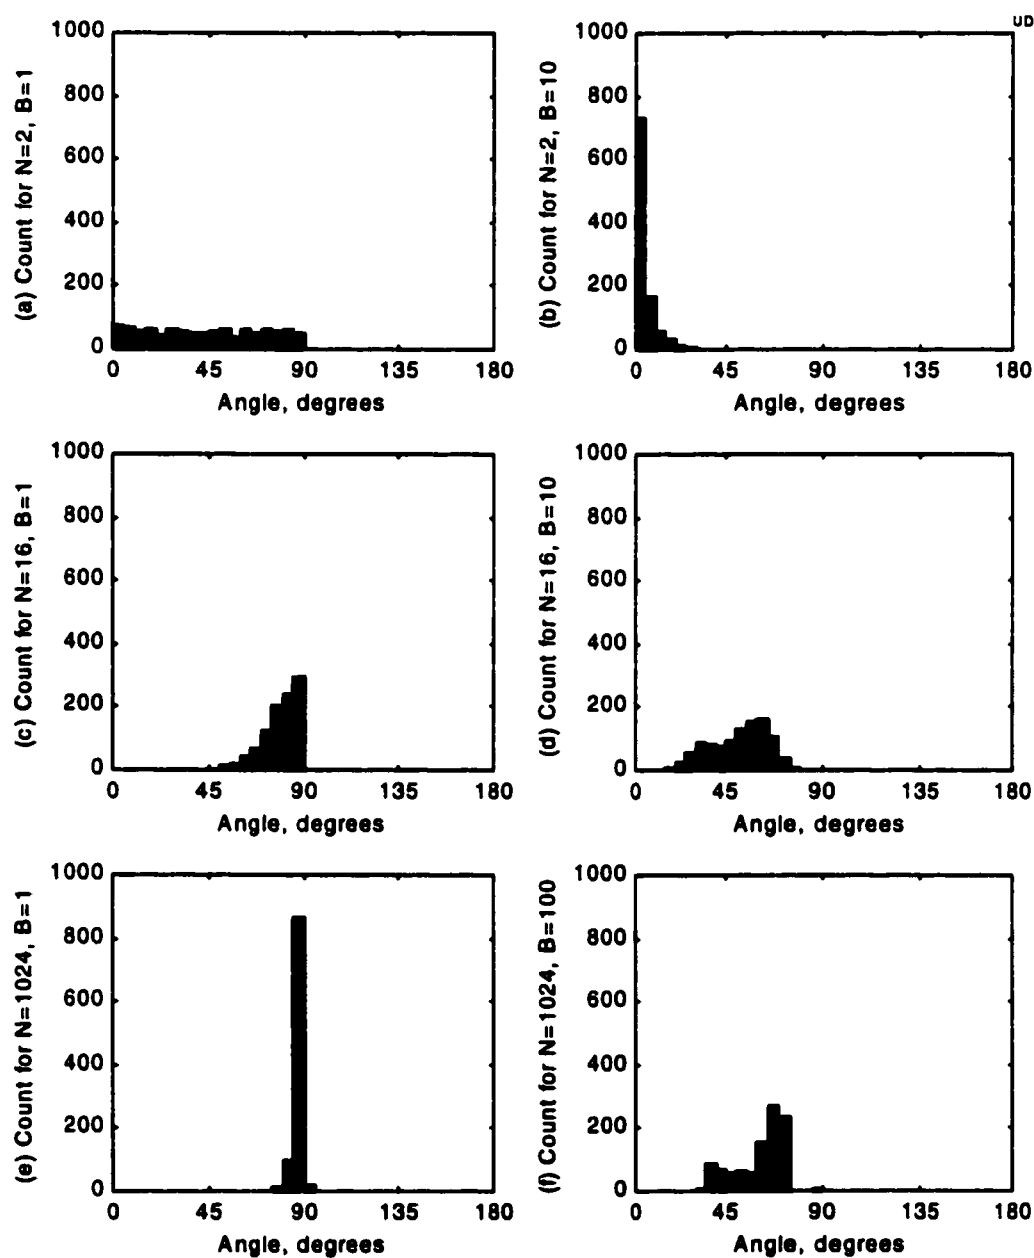 UD
(a) Count for N=2, B=1
1000
800
600
400
200
0
0 45 90 135 180
Angle, degrees
(b) Count for N=2, B=10
1000
800
600
400
200
0
0 45 90 135 180
Angle, degrees
(c) Count for N=16, B=1
1000
800
600
400
200
0
0 45 90 135 180
Angle, degrees
(d) Count for N=16, B=10
1000
800
600
400
200
0
0 45 90 135 180
Angle, degrees
(e) Count for N=1024, B=1
1000
800
600
400
200
0
0 45 90 135 180
Angle, degrees
(f) Count for N=1024, B=100
1000
800
600
400
200
0
0 45 90 135 180
Angle, degrees